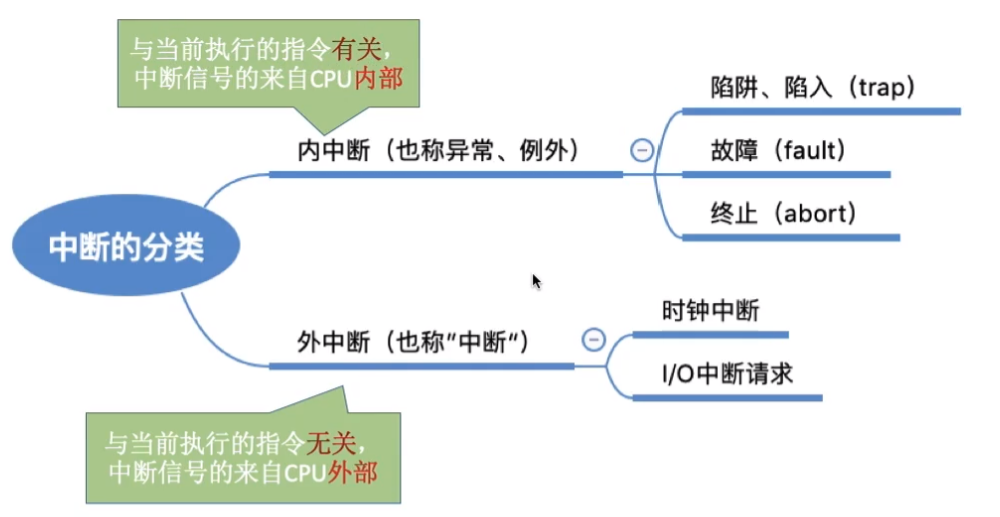 与当前执行的指令有关，
中断信号的来自CPU内部
陷阱、陷入（trap）
内中断（也称异常、例外）
故障（fault）
终止（abort）
中断的分类
时钟中断
外中断（也称”中断“）
I/O中断请求
与当前执行的指令无关，
中断信号的来自CPU外部